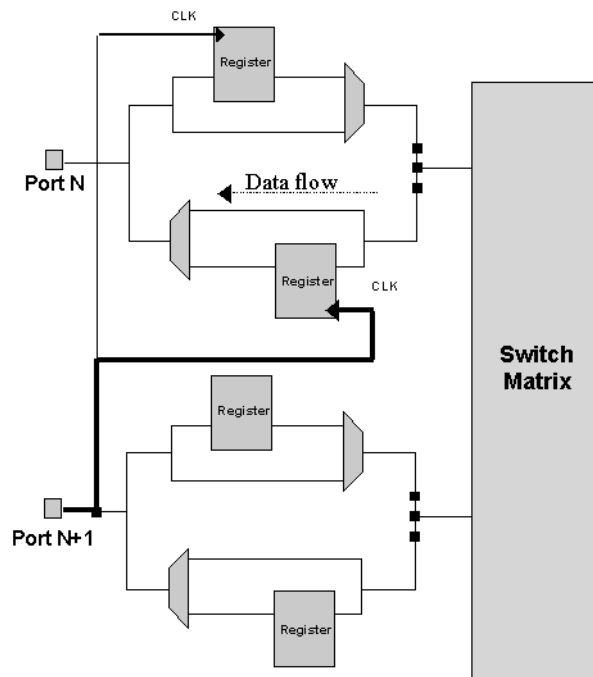 CLK
Register
Port N
Data flow
Register
CLK
Switch
Matrix
Register
Port N+1
Register